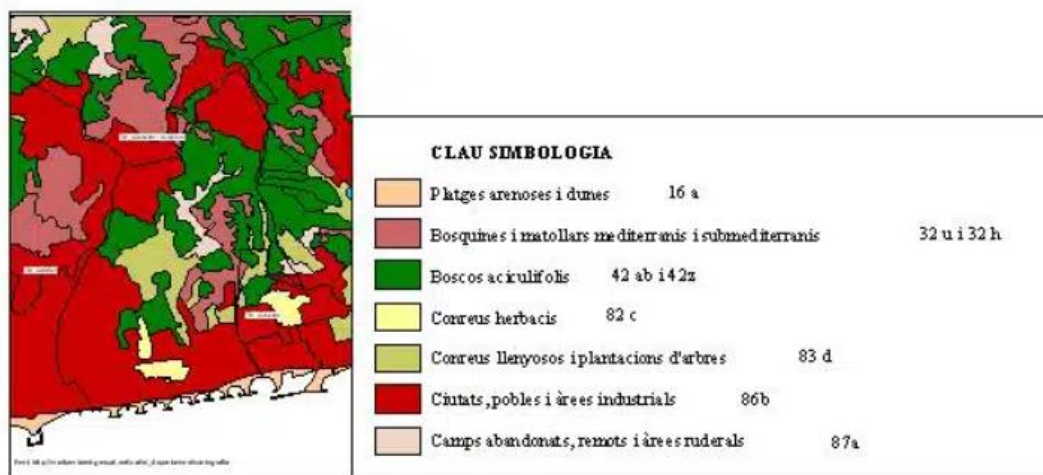 CLAU SIMBOLOGIA
Platges arenoses i dunes 16 a
Bosquines i matollars mediterranis i submediterranis 32 u i 32 h
Boscos aciculifolis 42 ab i 42z
Conreus herbacis 82 c
Conreus llenyosos i plantacions d'arbres 83 d
Ciutats, pobles i àrees industrials 86b
Camps abandonats, remots i àrees ruderals 87a